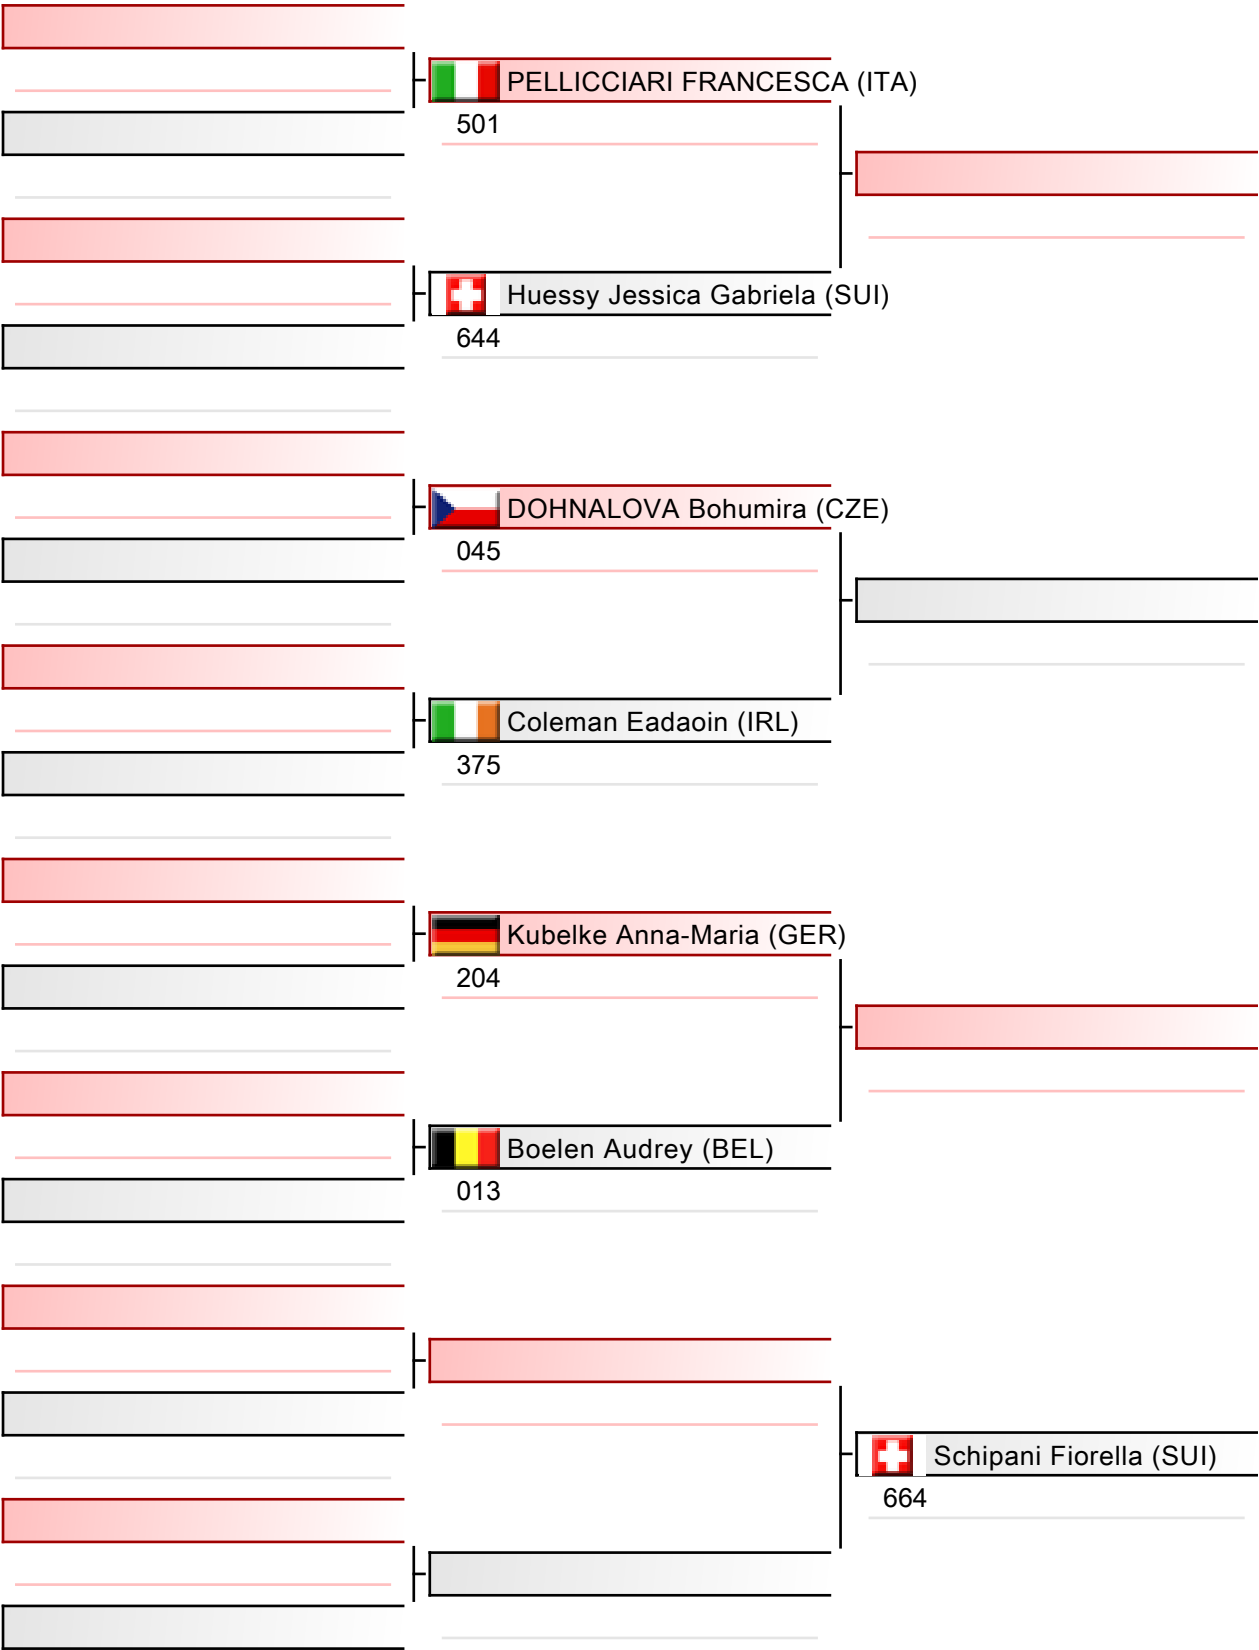 PELLICCIARI FRANCESCA (ITA)
501
Huessy Jessica Gabriela (SUI)
644
DOHNALOVA Bohumira (CZE)
045
Coleman Eadaoin (IRL)
375
Kubelke Anna-Maria (GER)
204
Boelen Audrey (BEL)
013
Schipani Fiorella (SUI)
664